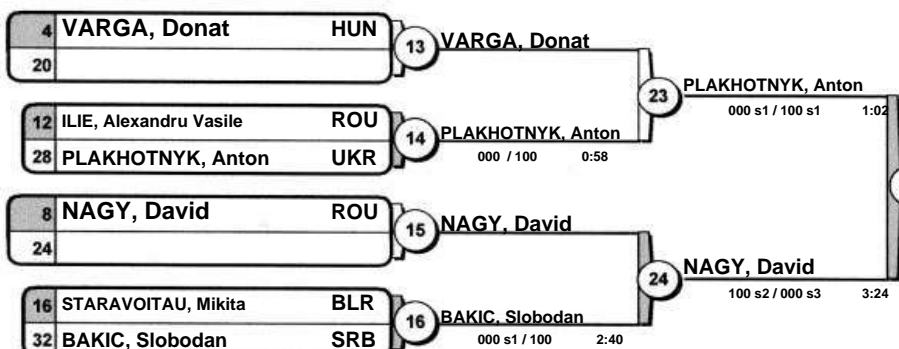 4 VARGA, Donat HUN
20
13 VARGA, Donat
12 ILIE, Alexandru Vasile ROU
28 PLAKHOTNYK, Anton UKR
14 PLAKHOTNYK, Anton
000 / 100 0:58
23 PLAKHOTNYK, Anton
000 s1 / 100 s1 1:02
8 NAGY, David ROU
24
15 NAGY, David
16 STARAVOITAU, Mikita BLR
32 BAKIC, Slobodan SRB
16 BAKIC, Slobodan
000 s1 / 100 2:40
24 NAGY, David
100 s2 / 000 s3 3:24